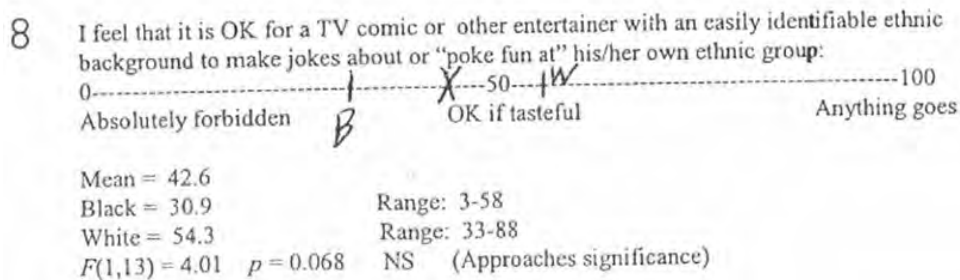 8 I feel that it is OK for a TV comic or other entertainer with an easily identifiable ethnic
background to make jokes about or “poke fun at” his/her own ethnic group:
0-------------------------------X----50----W-----------------------------------100
Absolutely forbidden B OK if tasteful Anything goes
Mean = 42.6
Black = 30.9 Range: 3-58
White = 54.3 Range: 33-88
F(1,13) = 4.01 p = 0.068 NS (Approaches significance)